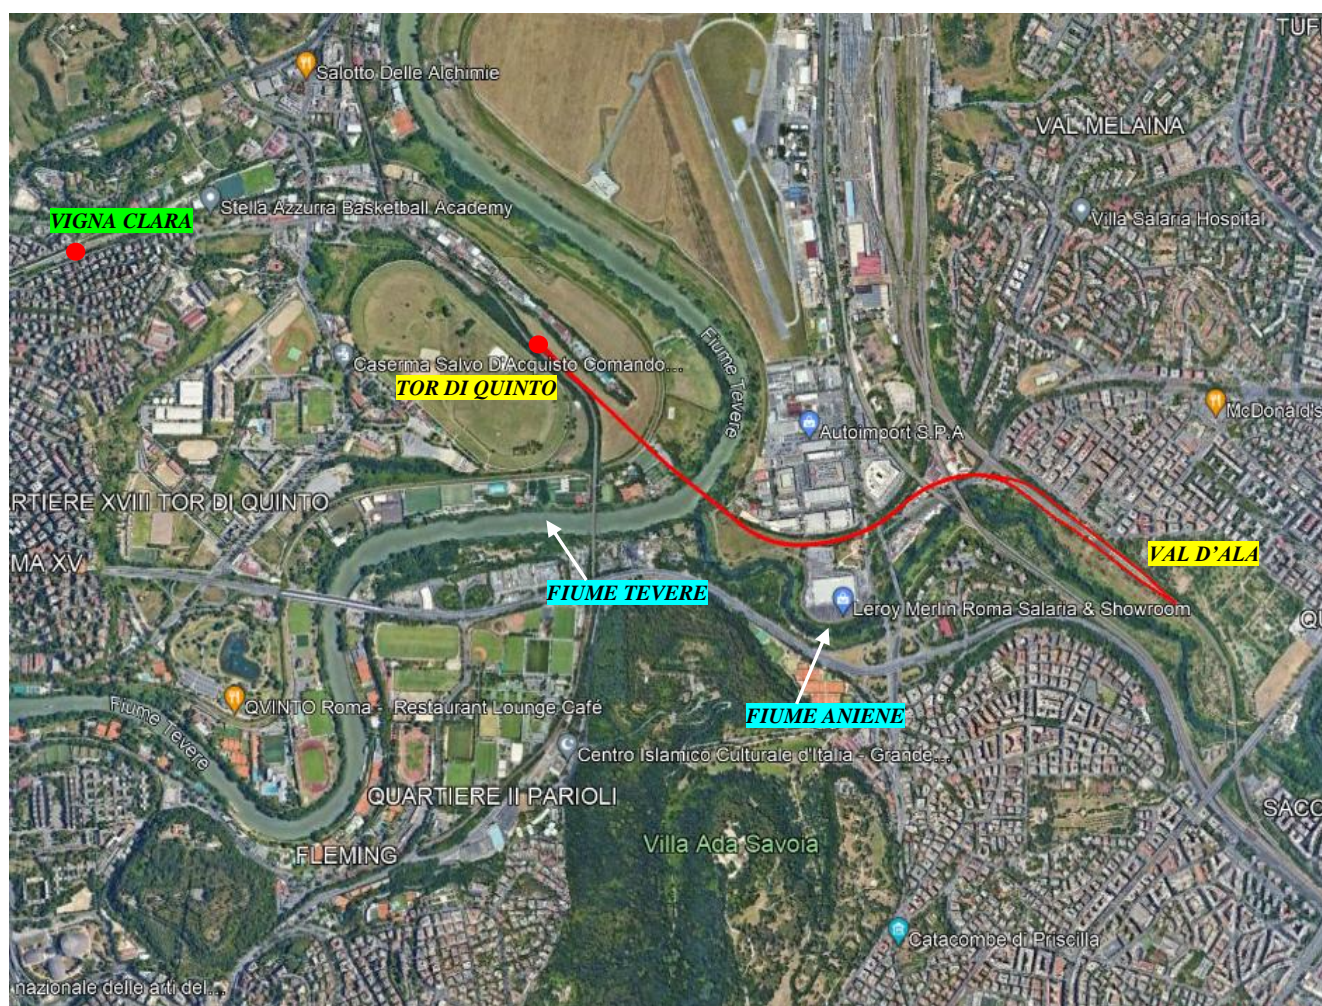 TUF
Salotto Delle Alchimie
VAL MELAINA
Stella Azzurra Basketball Academy
VIGNA CLARA
Villa Salaria Hospital
Fiume Tevere
Caserma Salvo D'Acquisto Comando...
TOR DI QUINTO
McDonald's
Autoimport S.P.A
RTIERE XVIII TOR DI QUINTO
MA XV
VAL D'ALA
FIUME TEVERE
Leroy Merlin Roma Salaria & Showroom
QU
Fiume Tevere
QVINTO Roma - Restaurant Lounge Café
FIUME ANIENE
Centro Islamico Culturale d'Italia - Grande...
QUARTIERE II PARIOLI
SACC
Villa Ada Savoia
FLEMING
Catacombe di Priscilla
nazionale delle arti del...